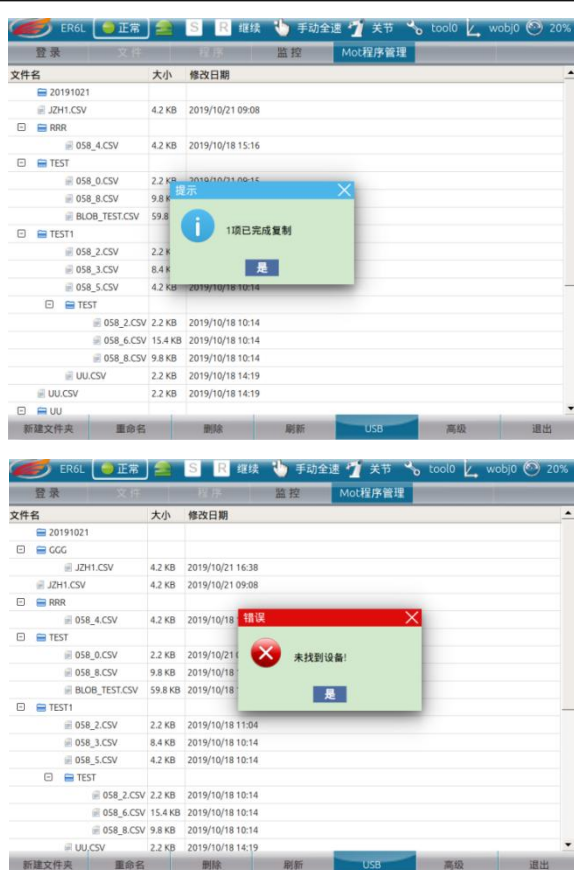 ER6L 正常 S R 继续 手动全速 关节 tool0 wobj0 20%
登录 文件 程序 监控 Mot程序管理
文件名 大小 修改日期
20191021
JZH1.CSV 4.2 KB 2019/10/21 09:08
RRR
058_4.CSV 4.2 KB 2019/10/18 15:16
TEST
058_0.CSV 2.2 KB 2019/10/21 09:15
提示
058_8.CSV 9.8
BLOB_TEST.CSV 59.8
1项已完成复制
TEST1
058_2.CSV 2.2
058_3.CSV 8.4
是
058_5.CSV 4.2 KB 2019/10/18 10:14
TEST
058_2.CSV 2.2 KB 2019/10/18 10:14
058_6.CSV 15.4 KB 2019/10/18 10:14
058_8.CSV 9.8 KB 2019/10/18 10:14
UU.CSV 2.2 KB 2019/10/18 14:19
UU.CSV 2.2 KB 2019/10/18 14:19
UU
新建文件夹 重命名 删除 刷新 USB 高级 退出
ER6L 正常 S R 继续 手动全速 关节 tool0 wobj0 20%
登录 文件 程序 监控 Mot程序管理
文件名 大小 修改日期
20191021
GGG
JZH1.CSV 4.2 KB 2019/10/21 16:38
JZH1.CSV 4.2 KB 2019/10/21 09:08
RRR
058_4.CSV 4.2 KB 2019/10/18
错误
TEST
058_0.CSV 2.2 KB 2019/10/21
未找到设备!
058_8.CSV 9.8 KB 2019/10/18
BLOB_TEST.CSV 59.8 KB 2019/10/18
是
TEST1
058_2.CSV 2.2 KB 2019/10/18 11:04
058_3.CSV 8.4 KB 2019/10/18 10:14
058_5.CSV 4.2 KB 2019/10/18 10:14
TEST
058_2.CSV 2.2 KB 2019/10/18 10:14
058_6.CSV 15.4 KB 2019/10/18 10:14
058_8.CSV 9.8 KB 2019/10/18 10:14
UU.CSV 2.2 KB 2019/10/18 14:19
新建文件夹 重命名 删除 刷新 USB 高级 退出